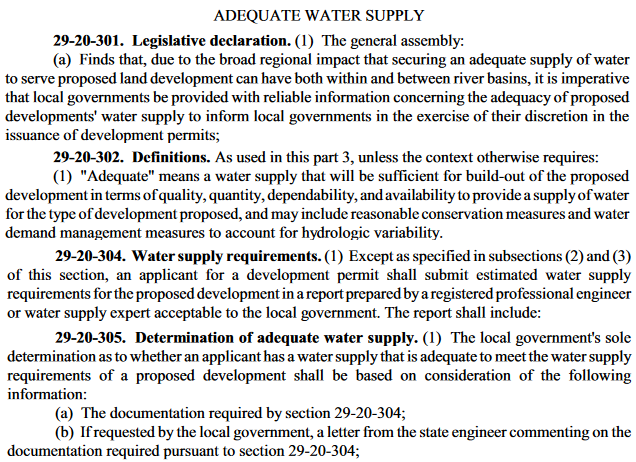 ADEQUATE WATER SUPPLY
29-20-301. Legislative declaration. (1) The general assembly:
(a) Finds that, due to the broad regional impact that securing an adequate supply of water
to serve proposed land development can have both within and between river basins, it is imperative
that local governments be provided with reliable information concerning the adequacy of proposed
developments' water supply to inform local governments in the exercise of their discretion in the
issuance of development permits;
29-20-302. Definitions. As used in this part 3, unless the context otherwise requires:
(1) "Adequate" means a water supply that will be sufficient for build-out of the proposed
development in terms of quality, quantity, dependability, and availability to provide a supply of water
for the type of development proposed, and may include reasonable conservation measures and water
demand management measures to account for hydrologic variability.
29-20-304. Water supply requirements. (1) Except as specified in subsections (2) and (3)
of this section, an applicant for a development permit shall submit estimated water supply
requirements for the proposed development in a report prepared by a registered professional engineer
or water supply expert acceptable to the local government. The report shall include:
29-20-305. Determination of adequate water supply. (1) The local government's sole
determination as to whether an applicant has a water supply that is adequate to meet the water supply
requirements of a proposed development shall be based on consideration of the following
information:
(a) The documentation required by section 29-20-304;
(b) If requested by the local government, a letter from the state engineer commenting on the
documentation required pursuant to section 29-20-304;